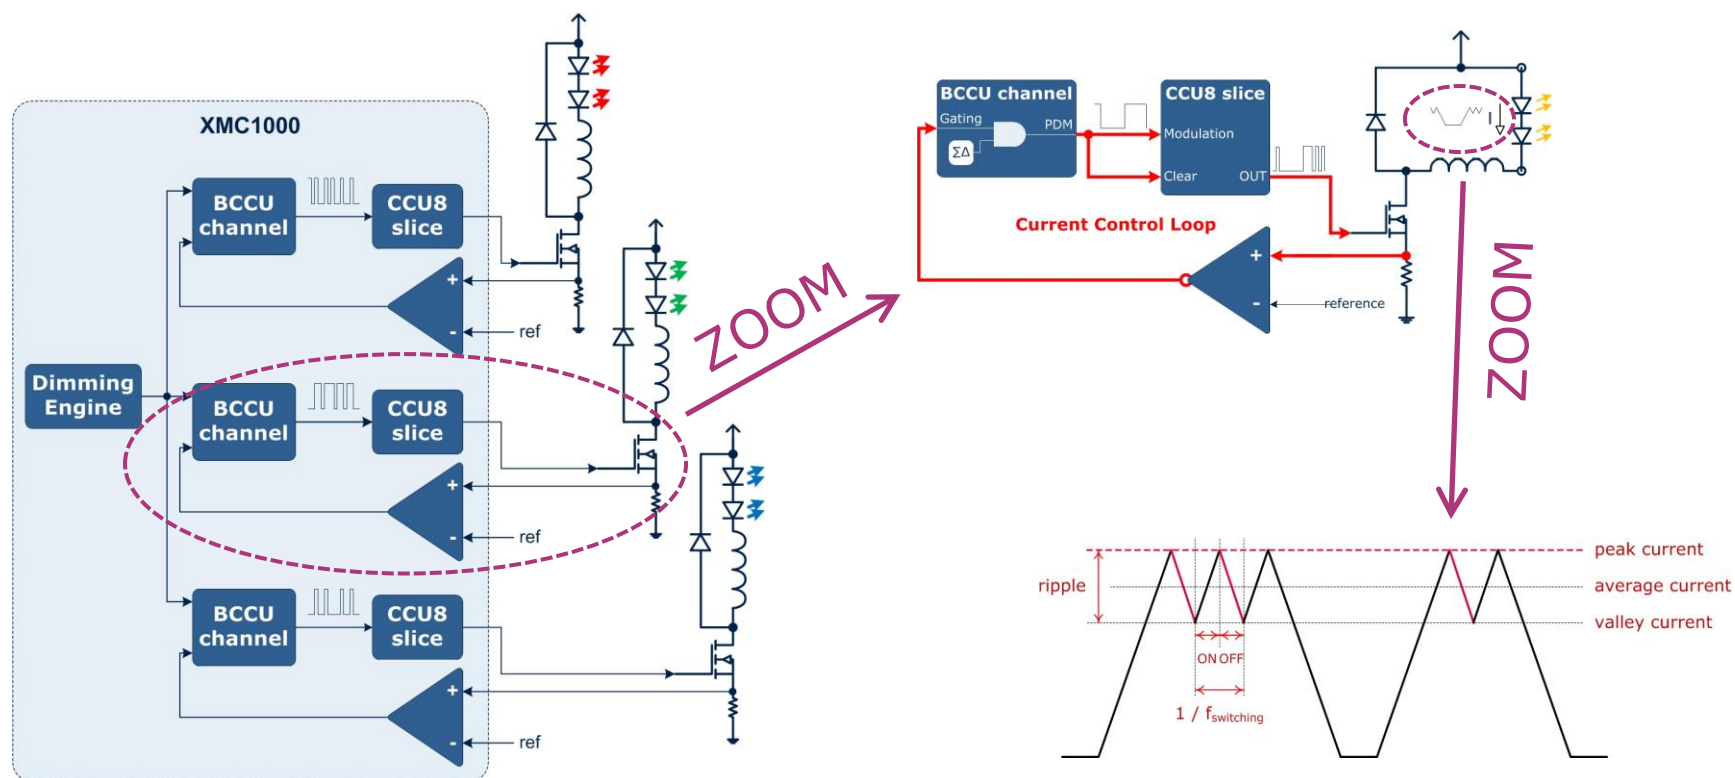 XMC1000
BCCU
channel
CCU8
slice
+
-
ref
Dimming
Engine
BCCU
channel
CCU8
slice
+
-
ref
BCCU
channel
CCU8
slice
+
-
ref
ZOOM
BCCU channel
Gating
PDM
ΣΔ
CCU8 slice
Modulation
Clear
OUT
I
Current Control Loop
+
-
reference
ZOOM
ripple
peak current
average current
valley current
ON OFF
1 / fswitching